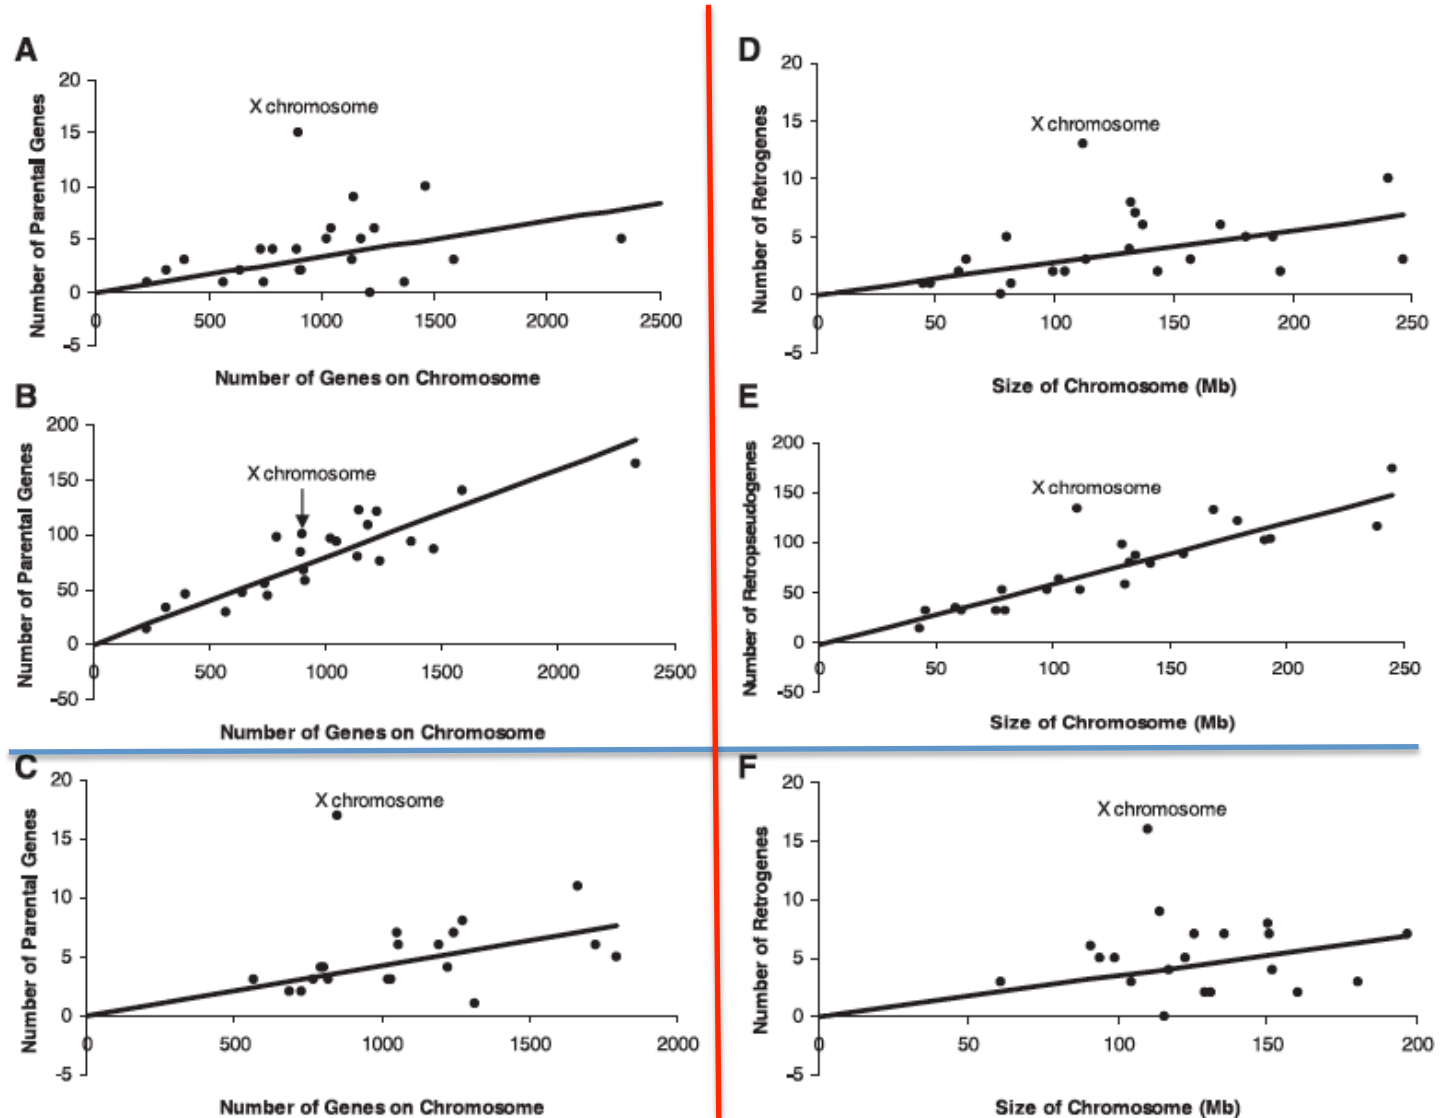 A
20
15
10
5
0
-5
X chromosome
Number of Parental Genes
0 500 1000 1500 2000 2500
Number of Genes on Chromosome
B
200
150
100
50
0
-50
X chromosome
Number of Parental Genes
0 500 1000 1500 2000 2500
Number of Genes on Chromosome
C
20
15
10
5
0
-5
X chromosome
Number of Parental Genes
0 500 1000 1500 2000
Number of Genes on Chromosome
D
20
15
10
5
0
-5
X chromosome
Number of Retrogenes
0 50 100 150 200 250
Size of Chromosome (Mb)
E
200
150
100
50
0
-50
X chromosome
Number of Retropseudogenes
0 50 100 150 200 250
Size of Chromosome (Mb)
F
20
15
10
5
0
-5
X chromosome
Number of Retrogenes
0 50 100 150 200
Size of Chromosome (Mb)